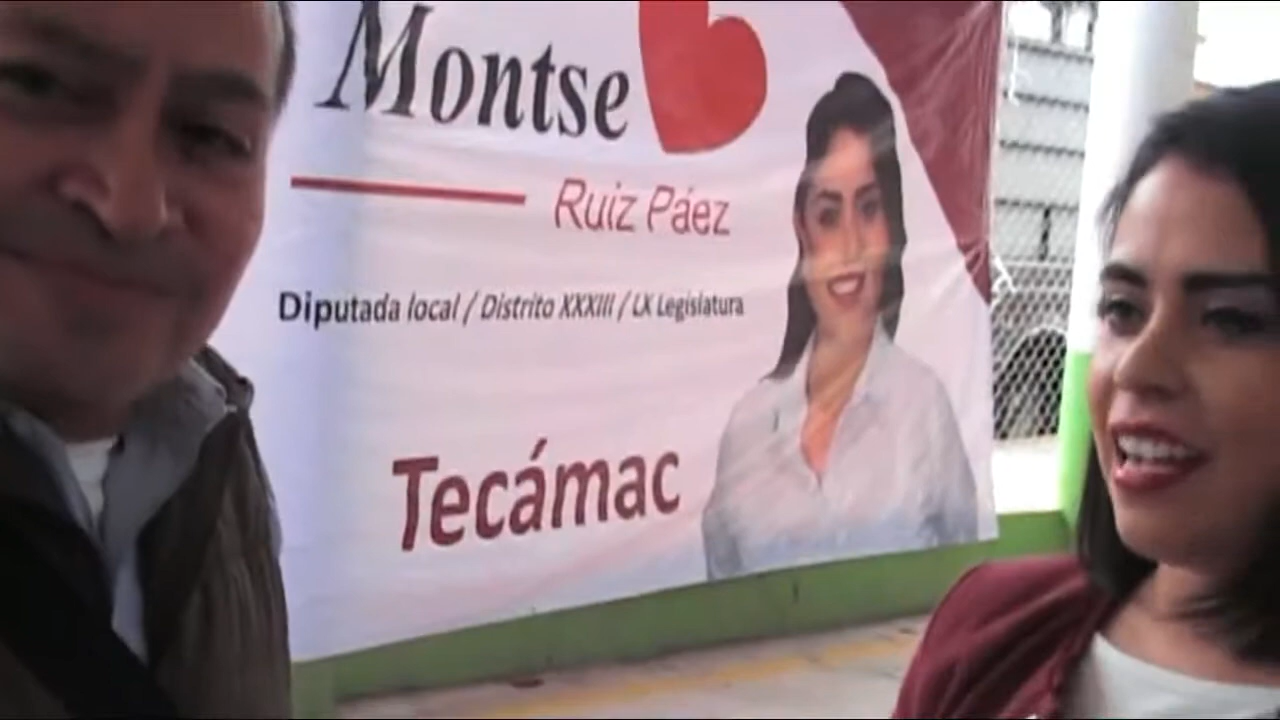 Montse
Ruiz Páez
Diputada local / Distrito XXXIII / LX Legislatura
Tecámac